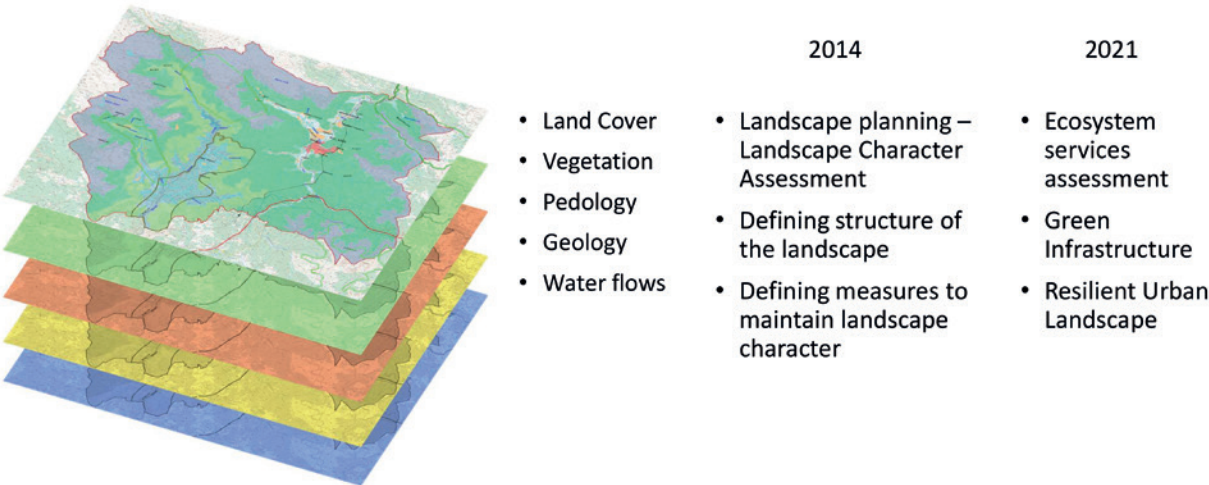 • Land Cover
• Vegetation
• Pedology
• Geology
• Water flows
2014
• Landscape planning –
Landscape Character
Assessment
• Defining structure of
the landscape
• Defining measures to
maintain landscape
character
2021
• Ecosystem
services
assessment
• Green
Infrastructure
• Resilient Urban
Landscape